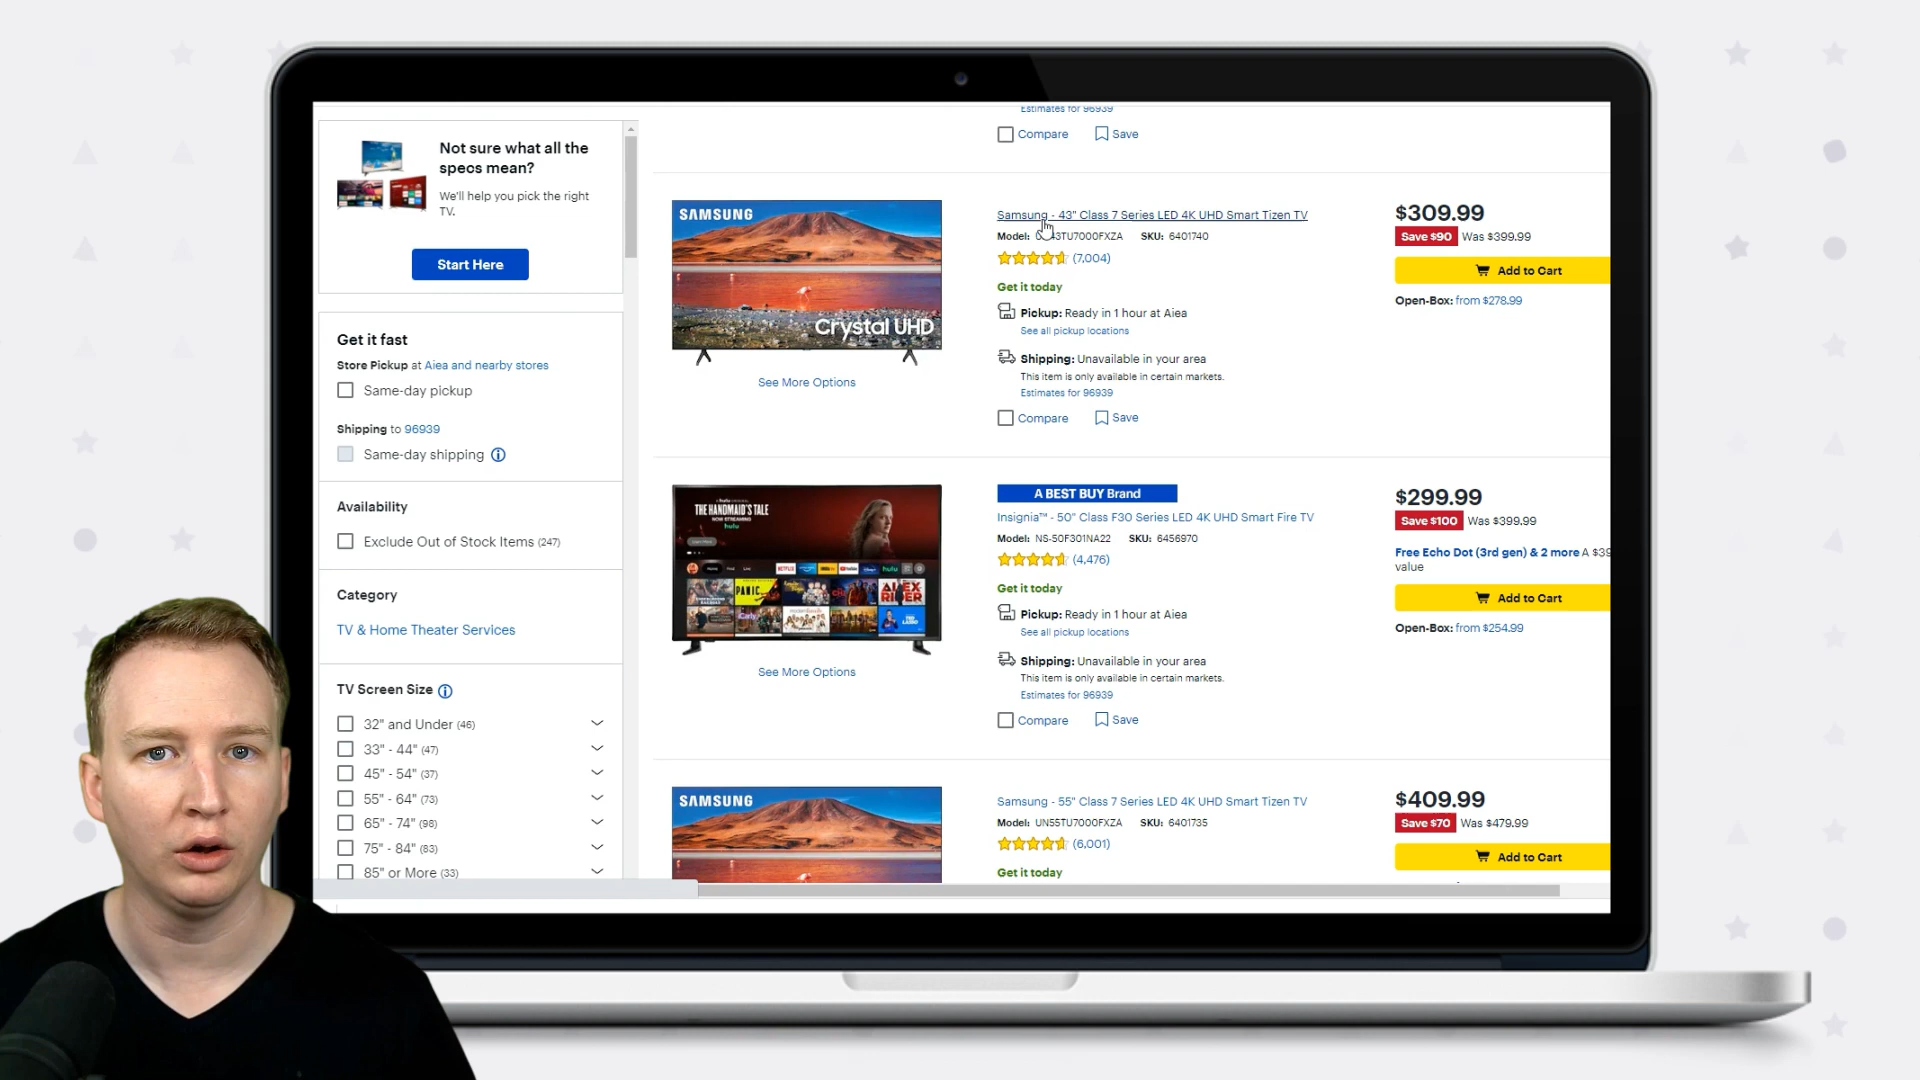 Not sure what all the
specs mean?
We'll help you pick the right
TV.
Start Here
Get it fast
Store Pickup at Aiea and nearby stores
Same-day pickup
Shipping to 96939
Same-day shipping
Availability
Exclude Out of Stock Items (247)
Category
TV & Home Theater Services
TV Screen Size
32" and Under (46)
33" - 44" (47)
45" - 54" (37)
55" - 64" (73)
65" - 74" (98)
75" - 84" (83)
85" or More (33)
Estimates for 96939
Compare Save
SAMSUNG
Crystal UHD
See More Options
Samsung - 43" Class 7 Series LED 4K UHD Smart Tizen TV
Model: SKU: 6401740
(7,004)
Get it today
Pickup: Ready in 1 hour at Aiea
See all pickup locations
Shipping: Unavailable in your area
This item is only available in certain markets.
Estimates for 96939
Compare Save
$309.99
Save $90 Was $399.99
Add to Cart
Open-Box: from $278.99
THE HANDMAID'S TALE
NOW STREAMING
hulu
NETFLIX
hulu
PANIC
ALEX
RIDER
TED
LASSO
See More Options
A BEST BUY Brand
Insignia™ - 50" Class F30 Series LED 4K UHD Smart Fire TV
Model: NS-50F301NA22 SKU: 6456970
(4,476)
Get it today
Pickup: Ready in 1 hour at Aiea
See all pickup locations
Shipping: Unavailable in your area
This item is only available in certain markets.
Estimates for 96939
Compare Save
$299.99
Save $100 Was $399.99
Free Echo Dot (3rd gen) & 2 more A $39
value
Add to Cart
Open-Box: from $254.99
SAMSUNG
Samsung - 55" Class 7 Series LED 4K UHD Smart Tizen TV
Model: UN55TU7000FXZA SKU: 6401735
(6,001)
Get it today
$409.99
Save $70 Was $479.99
Add to Cart